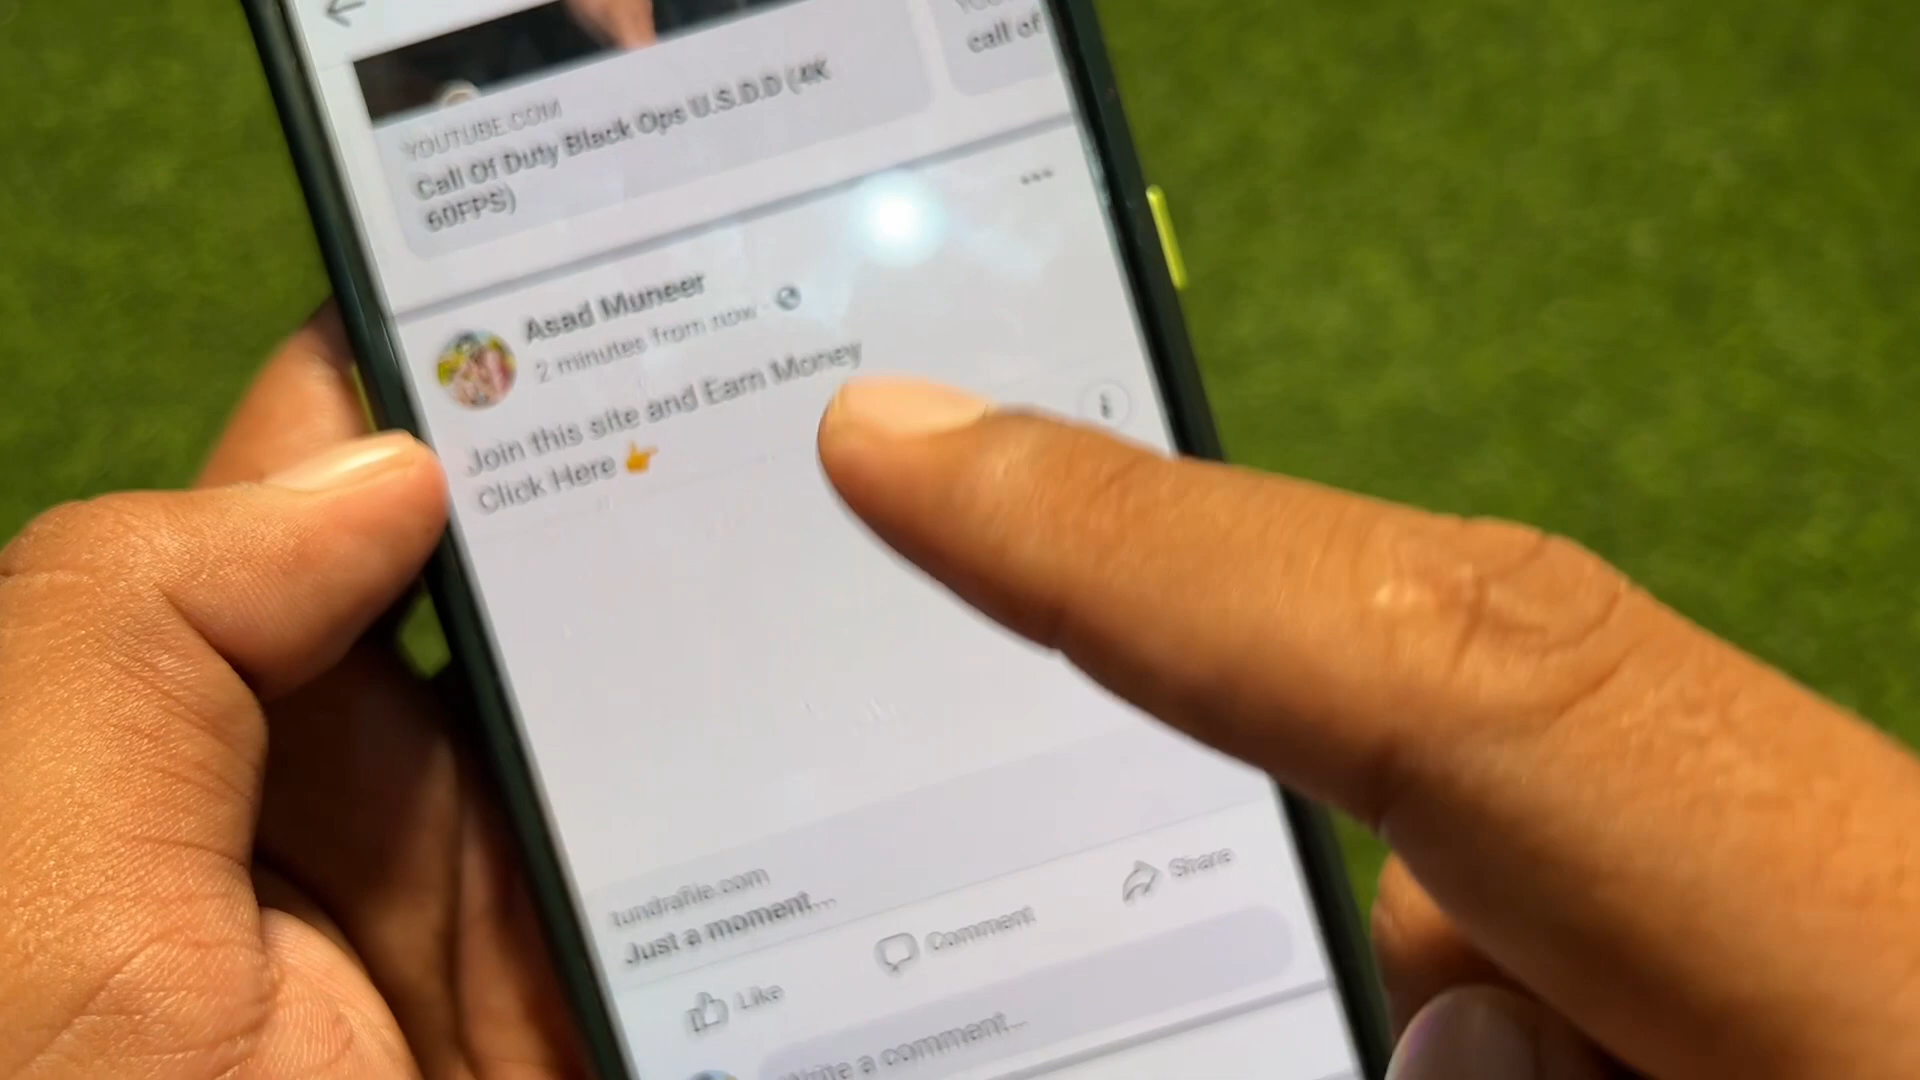 YOUTUBE.COM
Call Of Duty Black Ops U.S.D.D (4K
60FPS)
call of
Asad Muneer
2 minutes from now
Join this site and Earn Money
Click Here
tundrafile.com
Just a moment...
Like
Comment
Share
Write a comment...